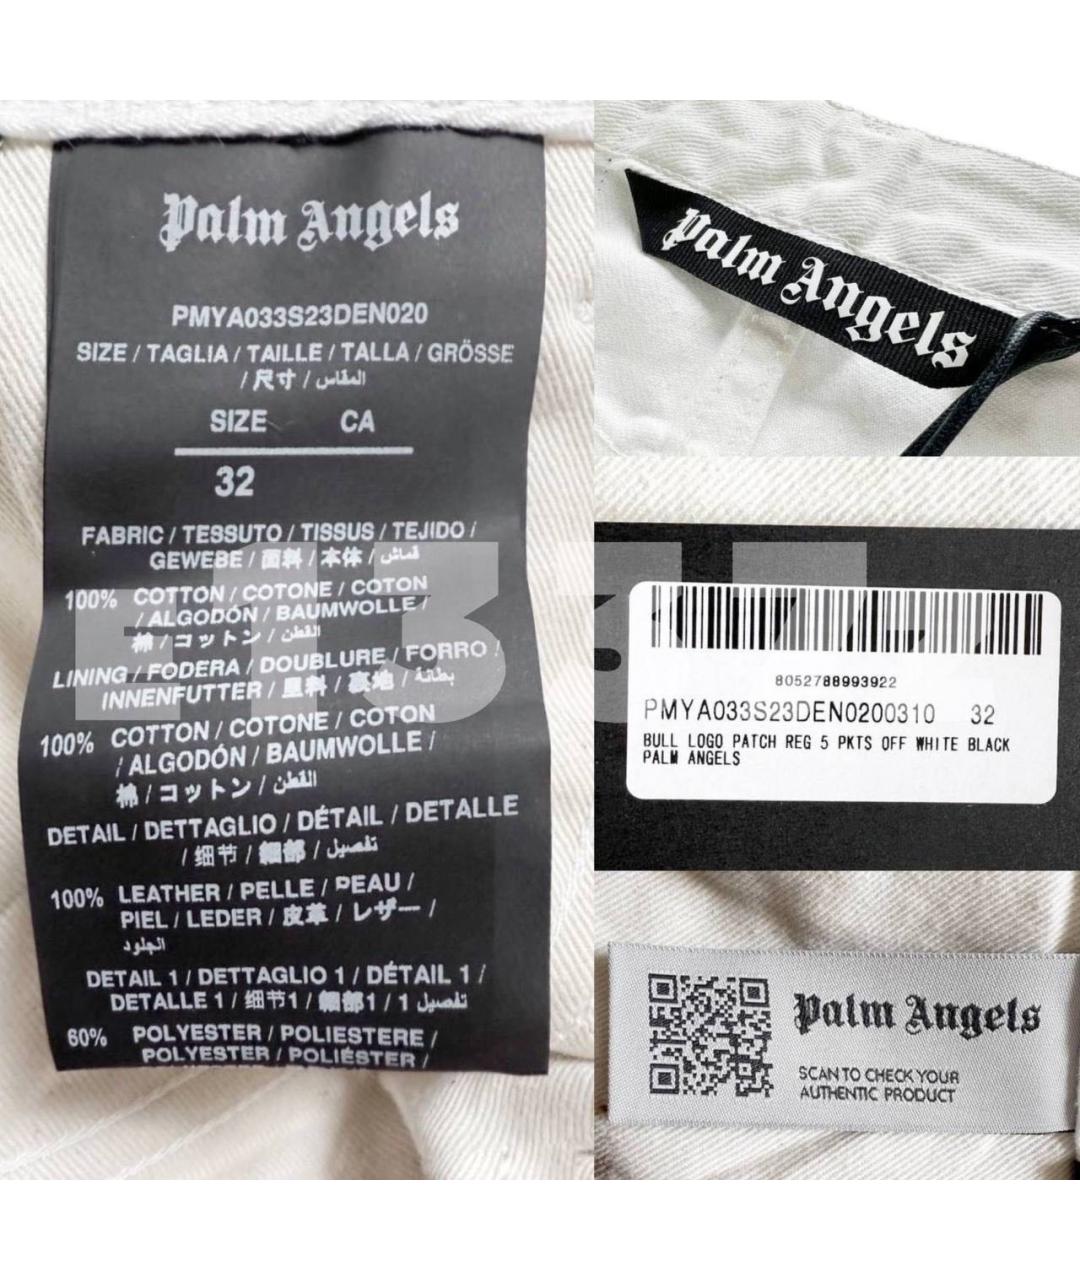 Palm Angels
PMYA033S23DEN020
SIZE / TAGLIA / TAILLE / TALLA / GRÖSSE
/ 尺寸 / المقاس
SIZE CA
32
FABRIC / TESSUTO / TISSUS / TEJIDO /
GEWEBE / 面料 / 本体 / قماش
100% COTTON / COTONE / COTON
/ ALGODÓN / BAUMWOLLE /
棉 / コットン / القطن
LINING / FODERA / DOUBLURE / FORRO /
INNENFUTTER / 里料 / 裏地 / بطانة
100% COTTON / COTONE / COTON
/ ALGODÓN / BAUMWOLLE /
棉 / コットン / القطن
DETAIL / DETTAGLIO / DÉTAIL / DETALLE
/ 细节 / 細部 / تفصيل
100% LEATHER / PELLE / PEAU /
PIEL / LEDER / 皮革 / レザー /
الجلود
DETAIL 1 / DETTAGLIO 1 / DÉTAIL 1 /
DETALLE 1 / 细节1 / 細部1 / تفصيل 1
60% POLYESTER / POLIESTERE /
POLYESTER / POLIÉSTER /
Palm Angels
8052788993922
PMYA033S23DEN0200310 32
BULL LOGO PATCH REG 5 PKTS OFF WHITE BLACK
PALM ANGELS
Palm Angels
SCAN TO CHECK YOUR
AUTHENTIC PRODUCT